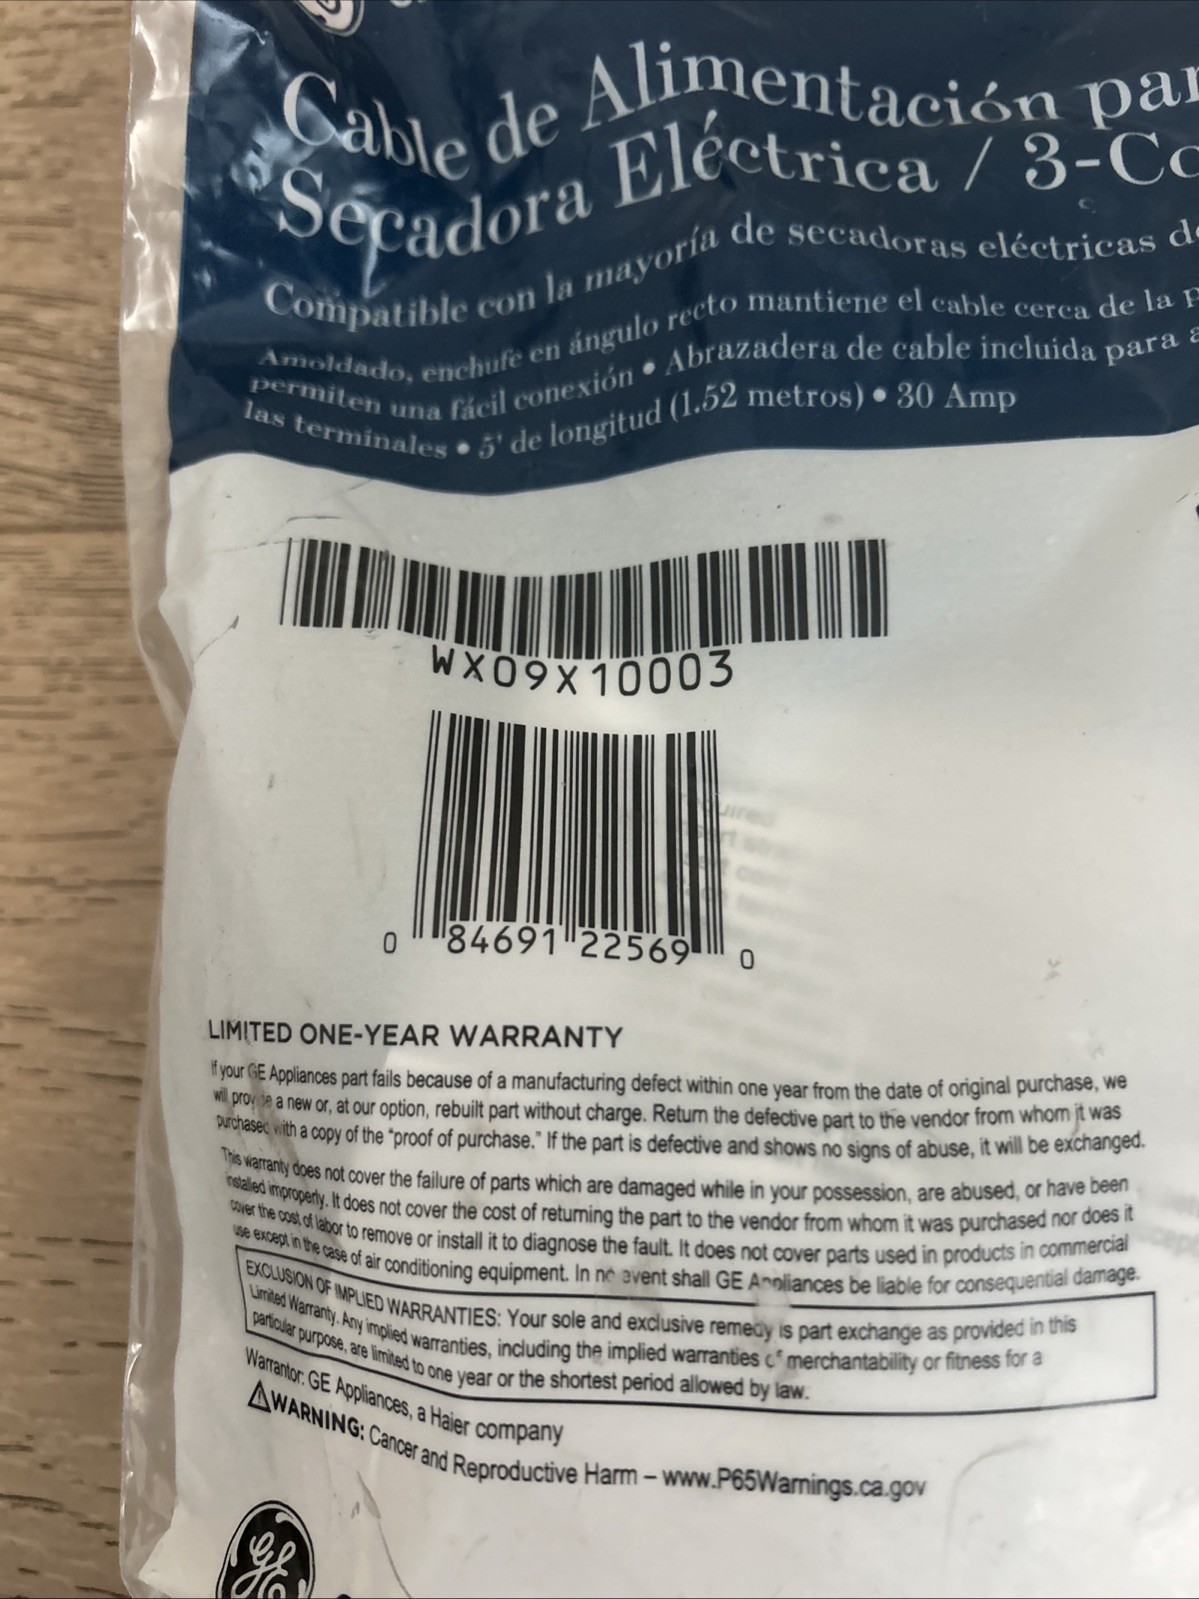 Cable de Alimentación par
Secadora Eléctrica / 3-Co
Compatible con la mayoría de secadoras eléctricas de
Amoldado, enchufe en ángulo recto mantiene el cable cerca de la p
permiten una fácil conexión • Abrazadera de cable incluida para a
las terminales • 5' de longitud (1.52 metros) • 30 Amp
WX09X10003
0 84691 22569 0
LIMITED ONE-YEAR WARRANTY
If your GE Appliances part fails because of a manufacturing defect within one year from the date of original purchase, we
will provide a new or, at our option, rebuilt part without charge. Return the defective part to the vendor from whom it was
purchased with a copy of the "proof of purchase." If the part is defective and shows no signs of abuse, it will be exchanged.
This warranty does not cover the failure of parts which are damaged while in your possession, are abused, or have been
installed improperly. It does not cover the cost of returning the part to the vendor from whom it was purchased nor does it
cover the cost of labor to remove or install it to diagnose the fault. It does not cover parts used in products in commercial
use except in the case of air conditioning equipment. In no event shall GE Appliances be liable for consequential damage.
EXCLUSION OF IMPLIED WARRANTIES: Your sole and exclusive remedy is part exchange as provided in this
Limited Warranty. Any implied warranties, including the implied warranties of merchantability or fitness for a
particular purpose, are limited to one year or the shortest period allowed by law.
Warrantor: GE Appliances, a Haier company
⚠WARNING: Cancer and Reproductive Harm – www.P65Warnings.ca.gov
GE